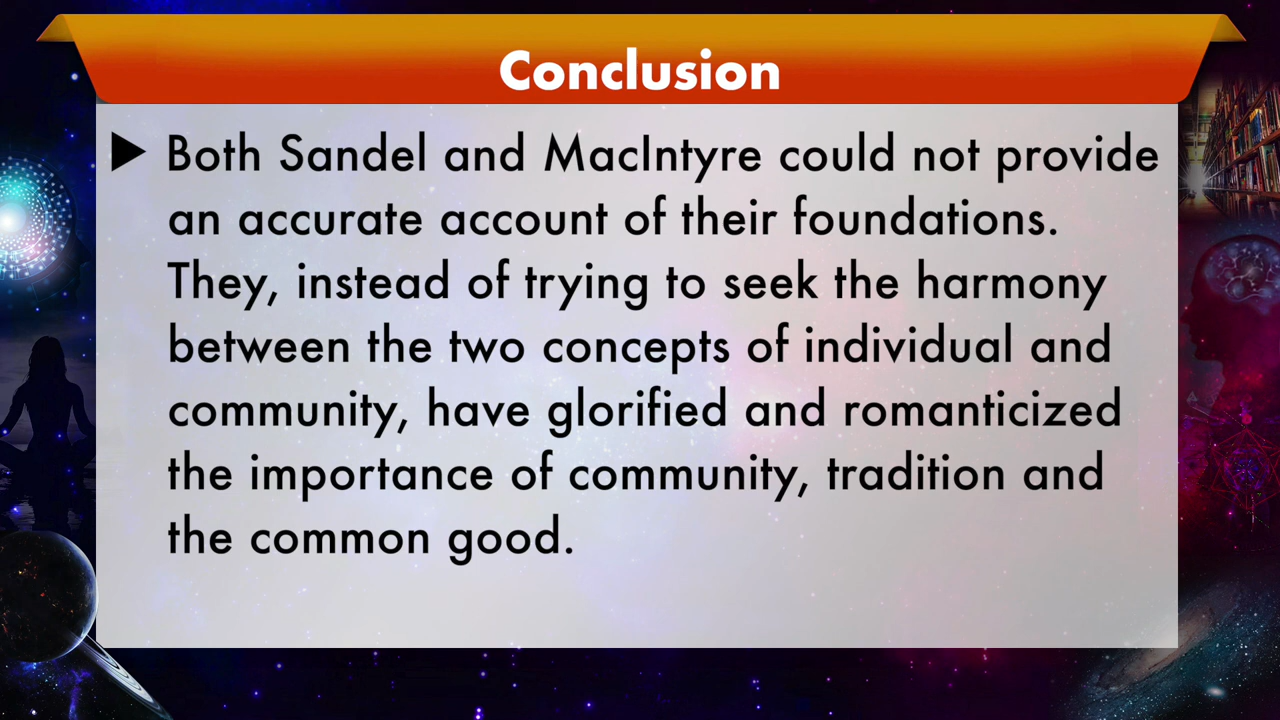 Conclusion
Both Sandel and MacIntyre could not provide
an accurate account of their foundations.
They, instead of trying to seek the harmony
between the two concepts of individual and
community, have glorified and romanticized
the importance of community, tradition and
the common good.